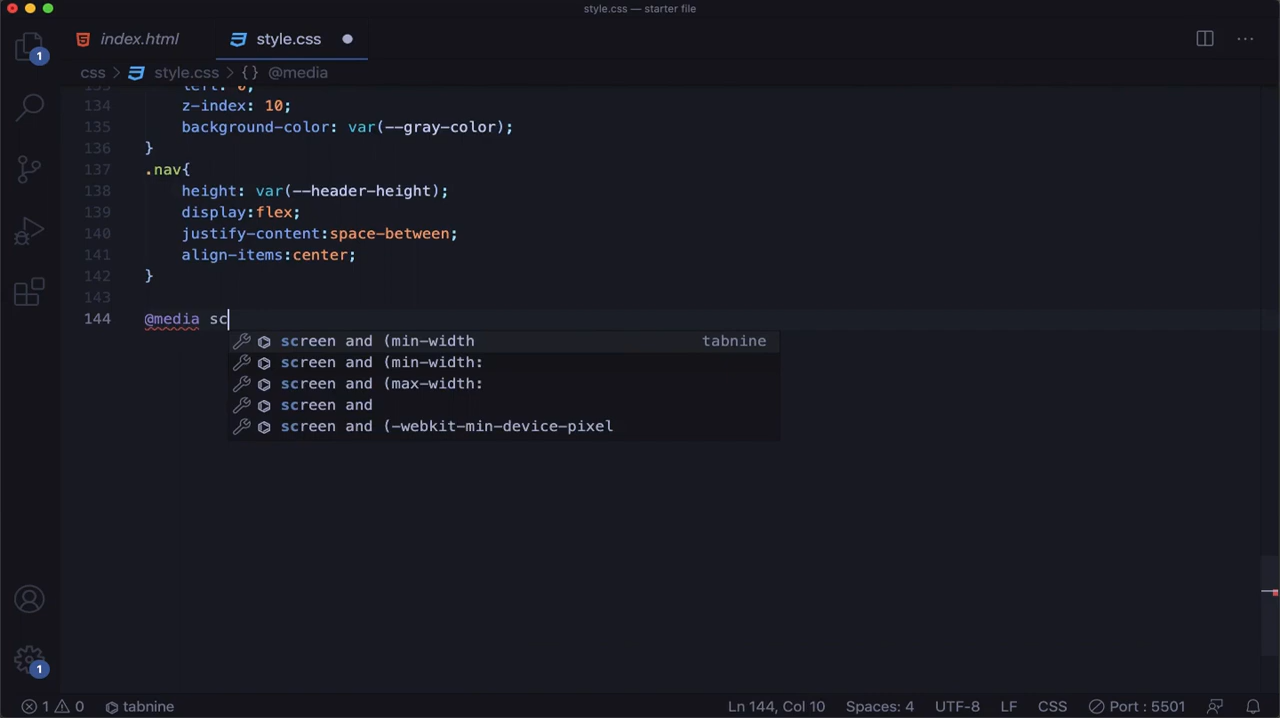 style.css — starter file
index.html
style.css
1
css > style.css > {} @media
134 z-index: 10;
135 background-color: var(--gray-color);
136 }
137 .nav{
138 height: var(--header-height);
139 display:flex;
140 justify-content:space-between;
141 align-items:center;
142 }
143
144 @media sc
screen and (min-width tabnine
screen and (min-width:
screen and (max-width:
screen and
screen and (-webkit-min-device-pixel
1
1 0 tabnine Ln 144, Col 10 Spaces: 4 UTF-8 LF CSS Port : 5501